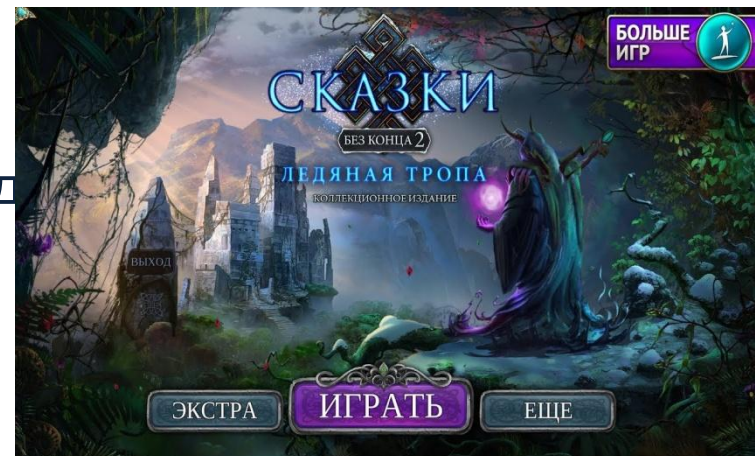 БОЛЬШЕ
ИГР
СКАЗКИ
БЕЗ КОНЦА 2
ЛЕДЯНАЯ ТРОПА
КОЛЛЕКЦИОННОЕ ИЗДАНИЕ
ВЫХОД
ЭКСТРА
ИГРАТЬ
ЕЩЕ